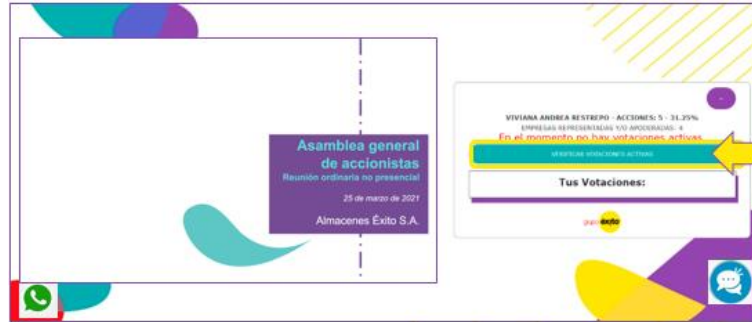 Asamblea general
de accionistas
Reunión ordinaria no presencial
25 de marzo de 2021
Almacenes Éxito S.A.
VIVIANA ANDREA RESTREPO - ACCIONES: 5 - 31.25%
EMPRESAS REPRESENTADAS Y/O APODERADAS: 4
En el momento no hay votaciones activas
VERIFICAR VOTACIONES ACTIVAS
Tus Votaciones:
grupo éxito